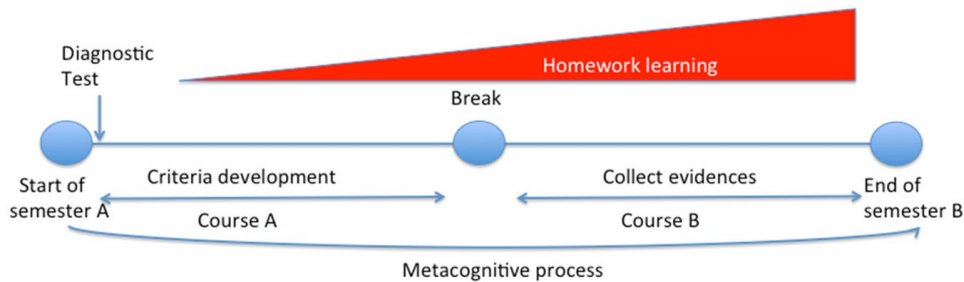 Diagnostic
Test
Homework learning
Break
Start of
semester A
Criteria development
Course A
Collect evidences
Course B
End of
semester B
Metacognitive process